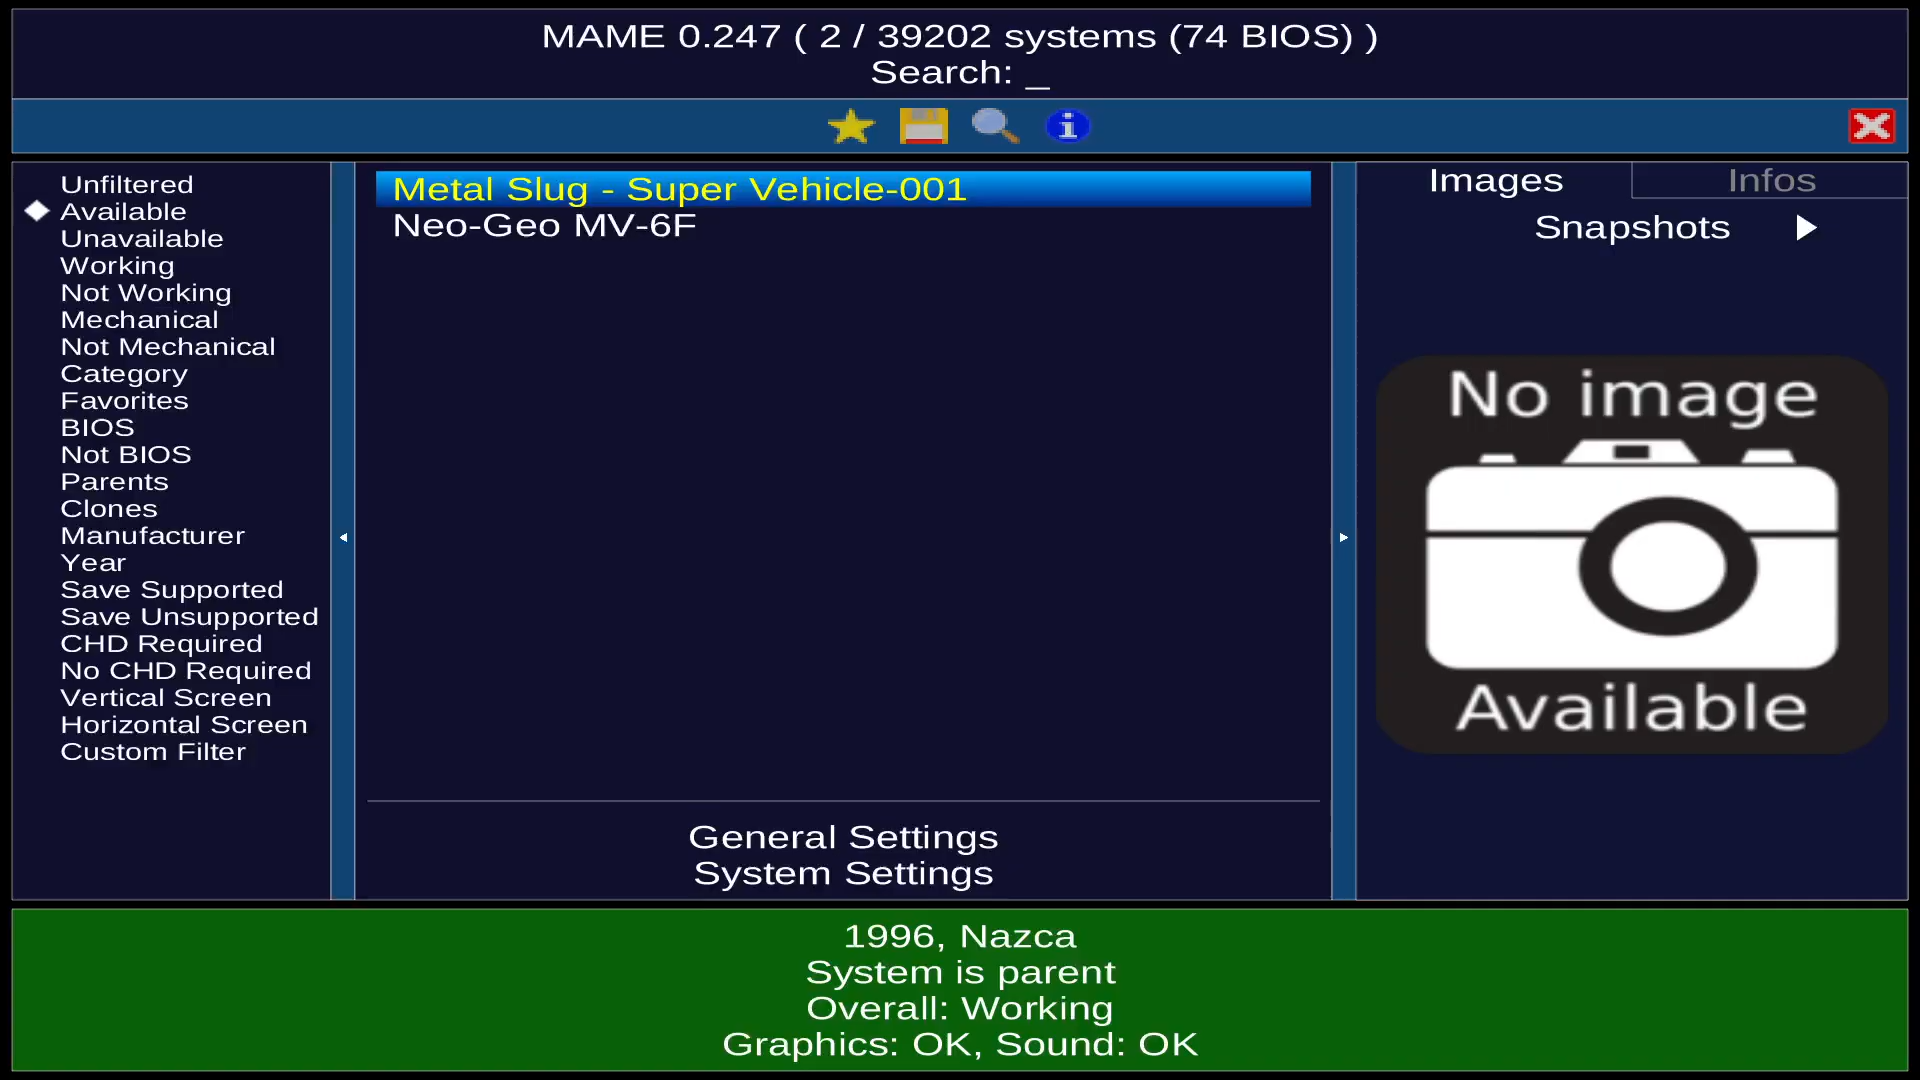 MAME 0.247 ( 2 / 39202 systems (74 BIOS) )
Search: _
Unfiltered
Available
Unavailable
Working
Not Working
Mechanical
Not Mechanical
Category
Favorites
BIOS
Not BIOS
Parents
Clones
Manufacturer
Year
Save Supported
Save Unsupported
CHD Required
No CHD Required
Vertical Screen
Horizontal Screen
Custom Filter
Metal Slug - Super Vehicle-001
Neo-Geo MV-6F
General Settings
System Settings
Images
Infos
Snapshots
No image
Available
1996, Nazca
System is parent
Overall: Working
Graphics: OK, Sound: OK